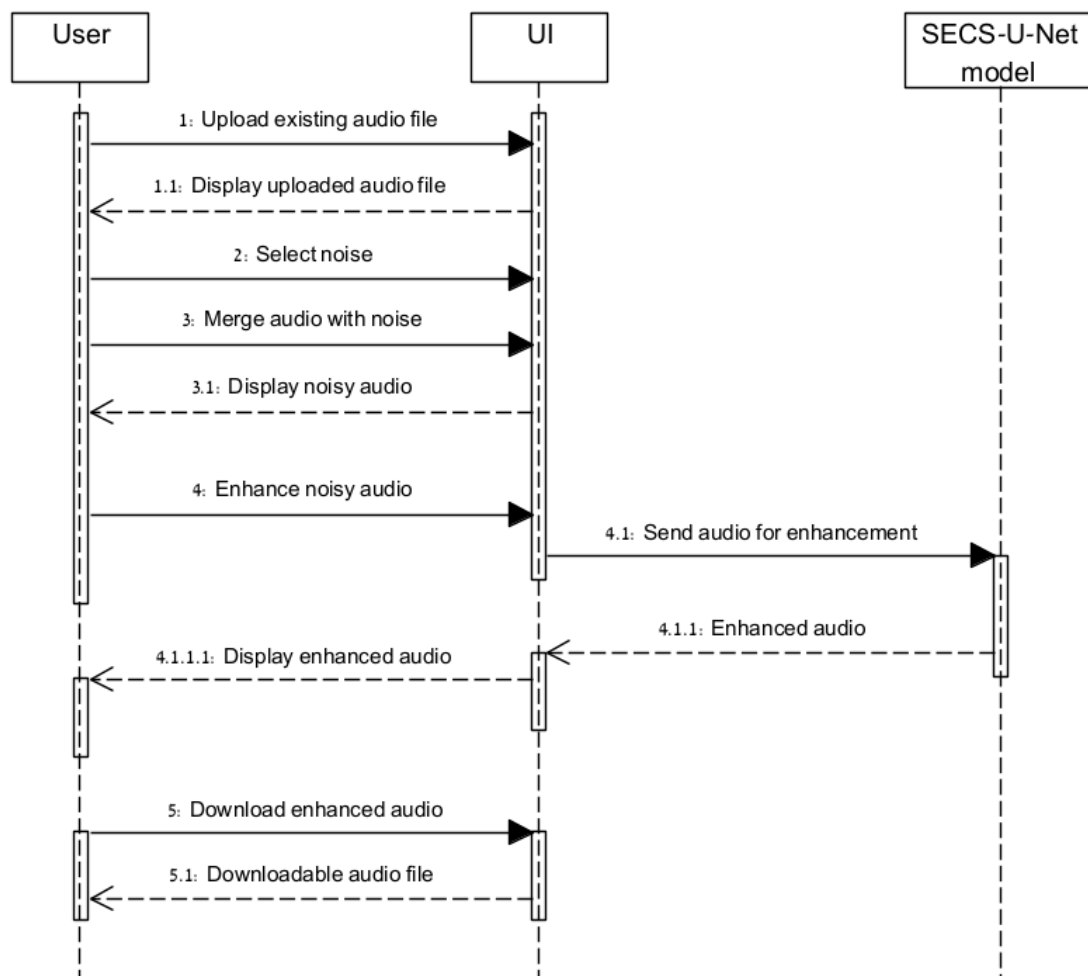 User
UI
SECS-U-Net
model
1: Upload existing audio file
1.1: Display uploaded audio file
2: Select noise
3: Merge audio with noise
3.1: Display noisy audio
4: Enhance noisy audio
4.1: Send audio for enhancement
4.1.1: Enhanced audio
4.1.1.1: Display enhanced audio
5: Download enhanced audio
5.1: Downloadable audio file